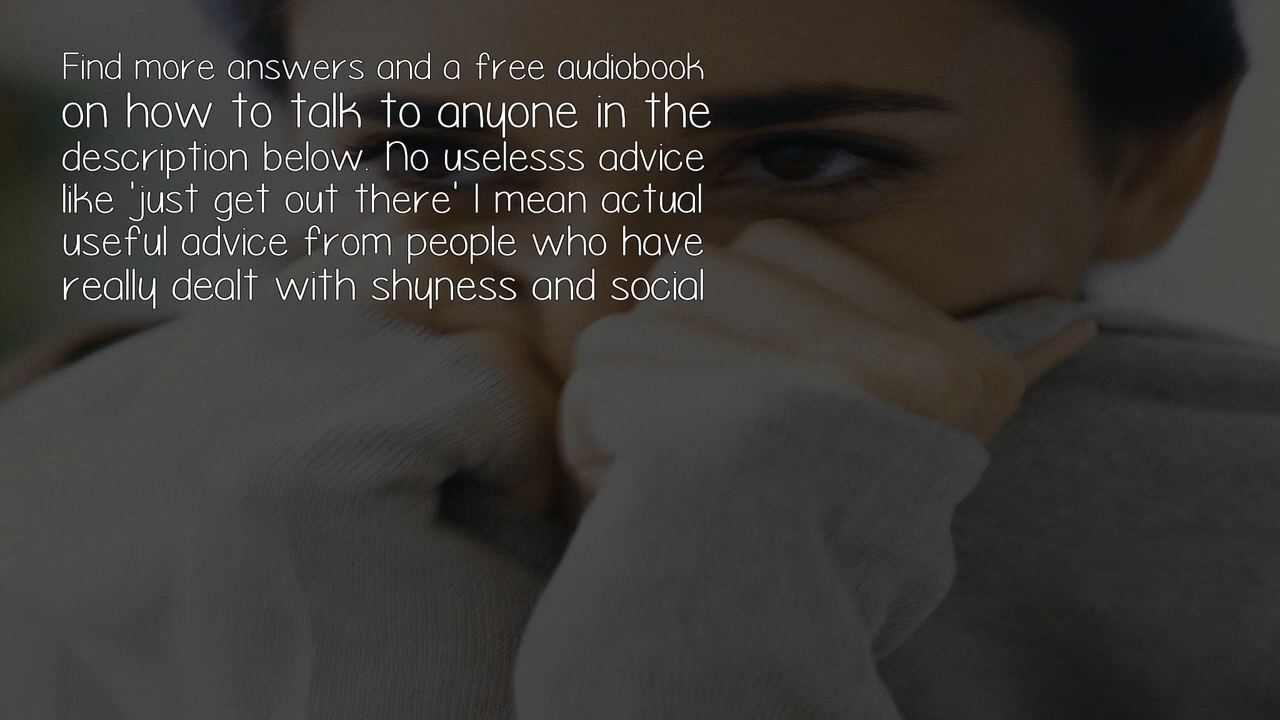 Find more answers and a free audiobook
on how to talk to anyone in the
description below. No uselesss advice
like 'just get out there' I mean actual
useful advice from people who have
really dealt with shyness and social